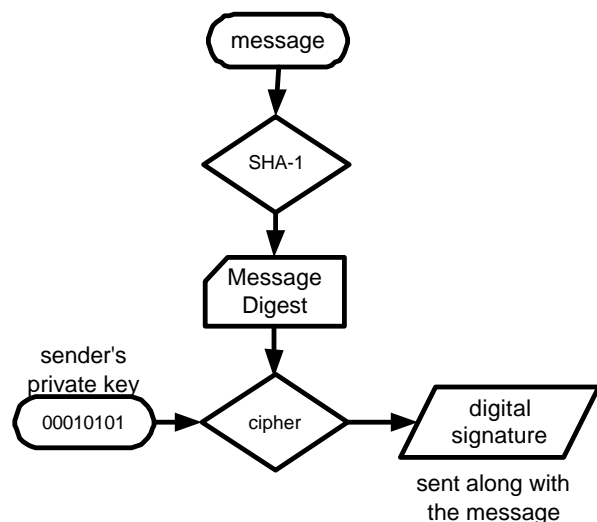 message
SHA-1
Message
Digest
sender's
private key
00010101
cipher
digital
signature
sent along with
the message